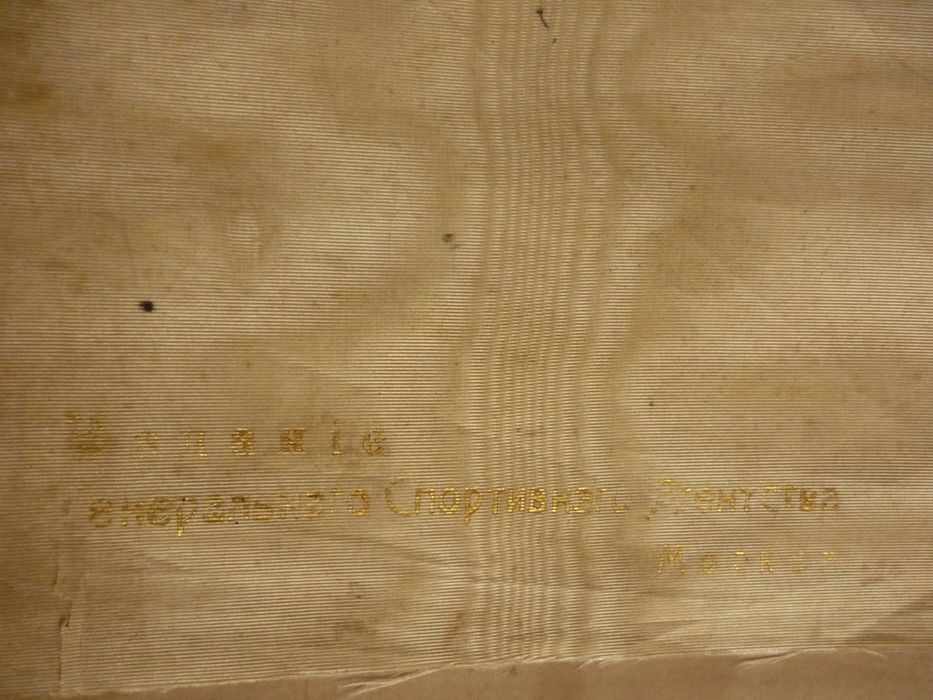 Изданіе
Генеральнаго Спортивнаго Агентства
Москва